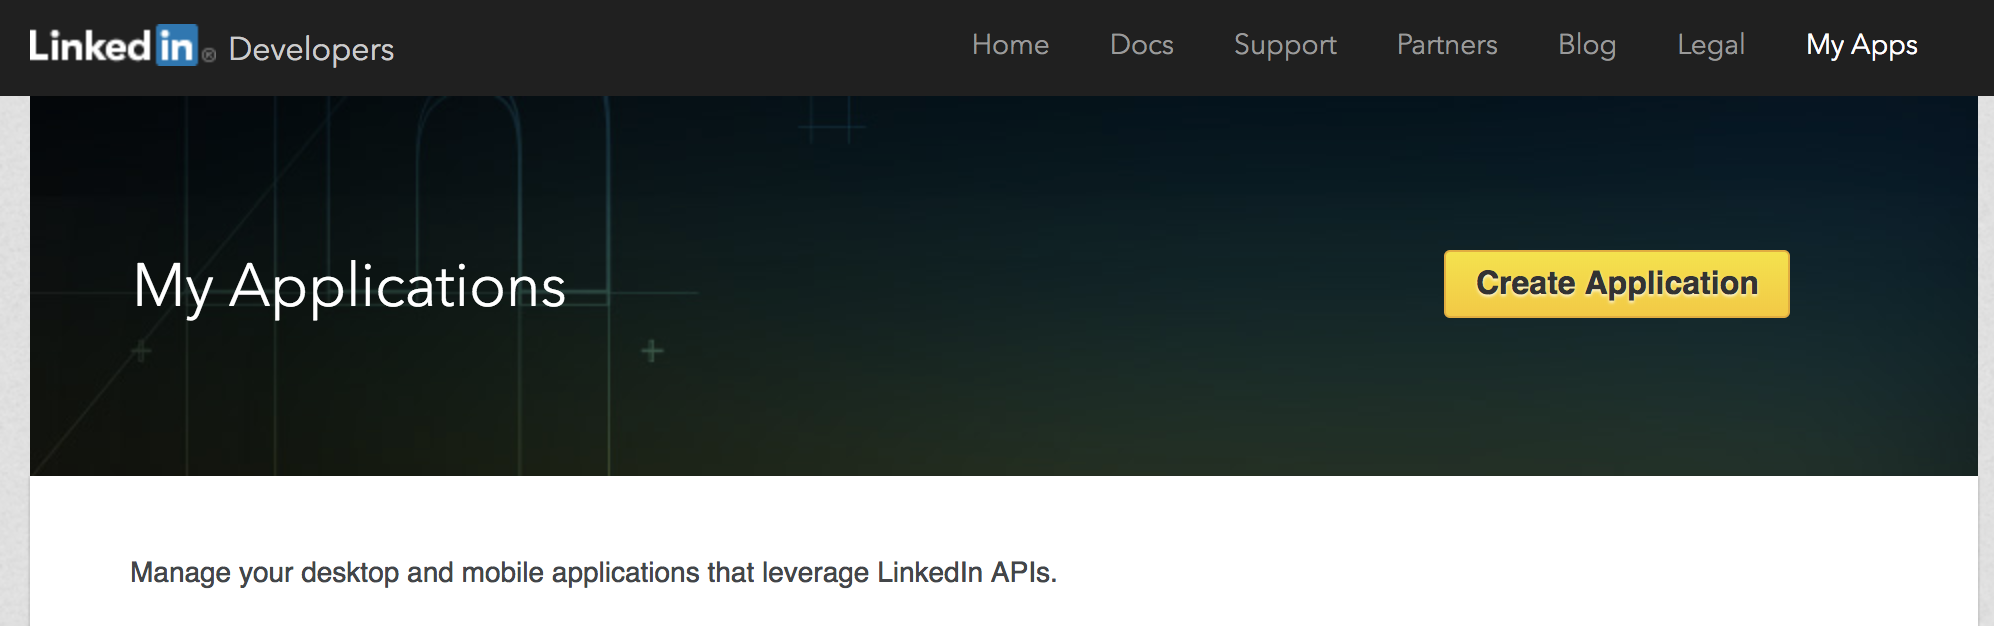 Linked in ® Developers Home Docs Support Partners Blog Legal My Apps
My Applications
Create Application
Manage your desktop and mobile applications that leverage LinkedIn APIs.